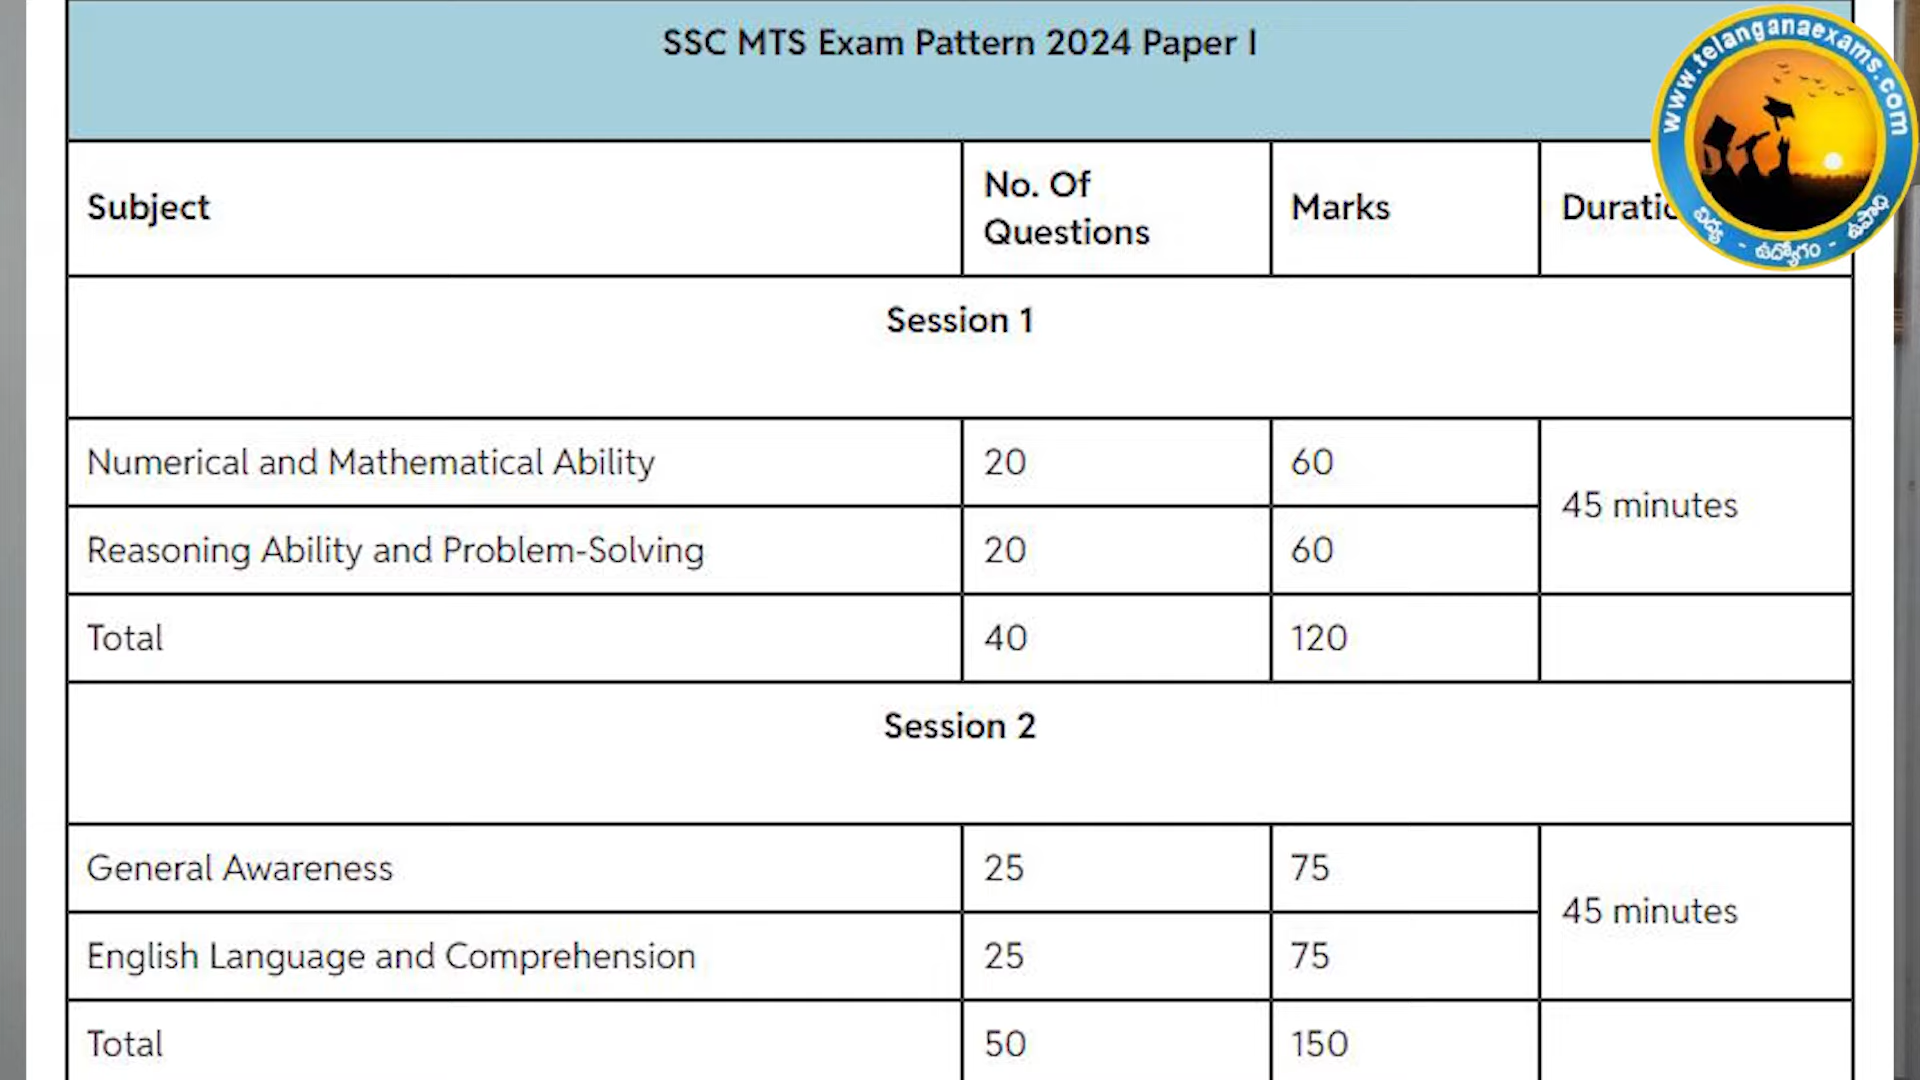 SSC MTS Exam Pattern 2024 Paper I
www.telanganaexams.com
విద్య - ఉద్యోగం - ఉపాధి
Subject
No. Of
Questions
Marks
Duratio
Session 1
Numerical and Mathematical Ability 20 60
45 minutes
Reasoning Ability and Problem-Solving 20 60
Total 40 120
Session 2
General Awareness 25 75
45 minutes
English Language and Comprehension 25 75
Total 50 150